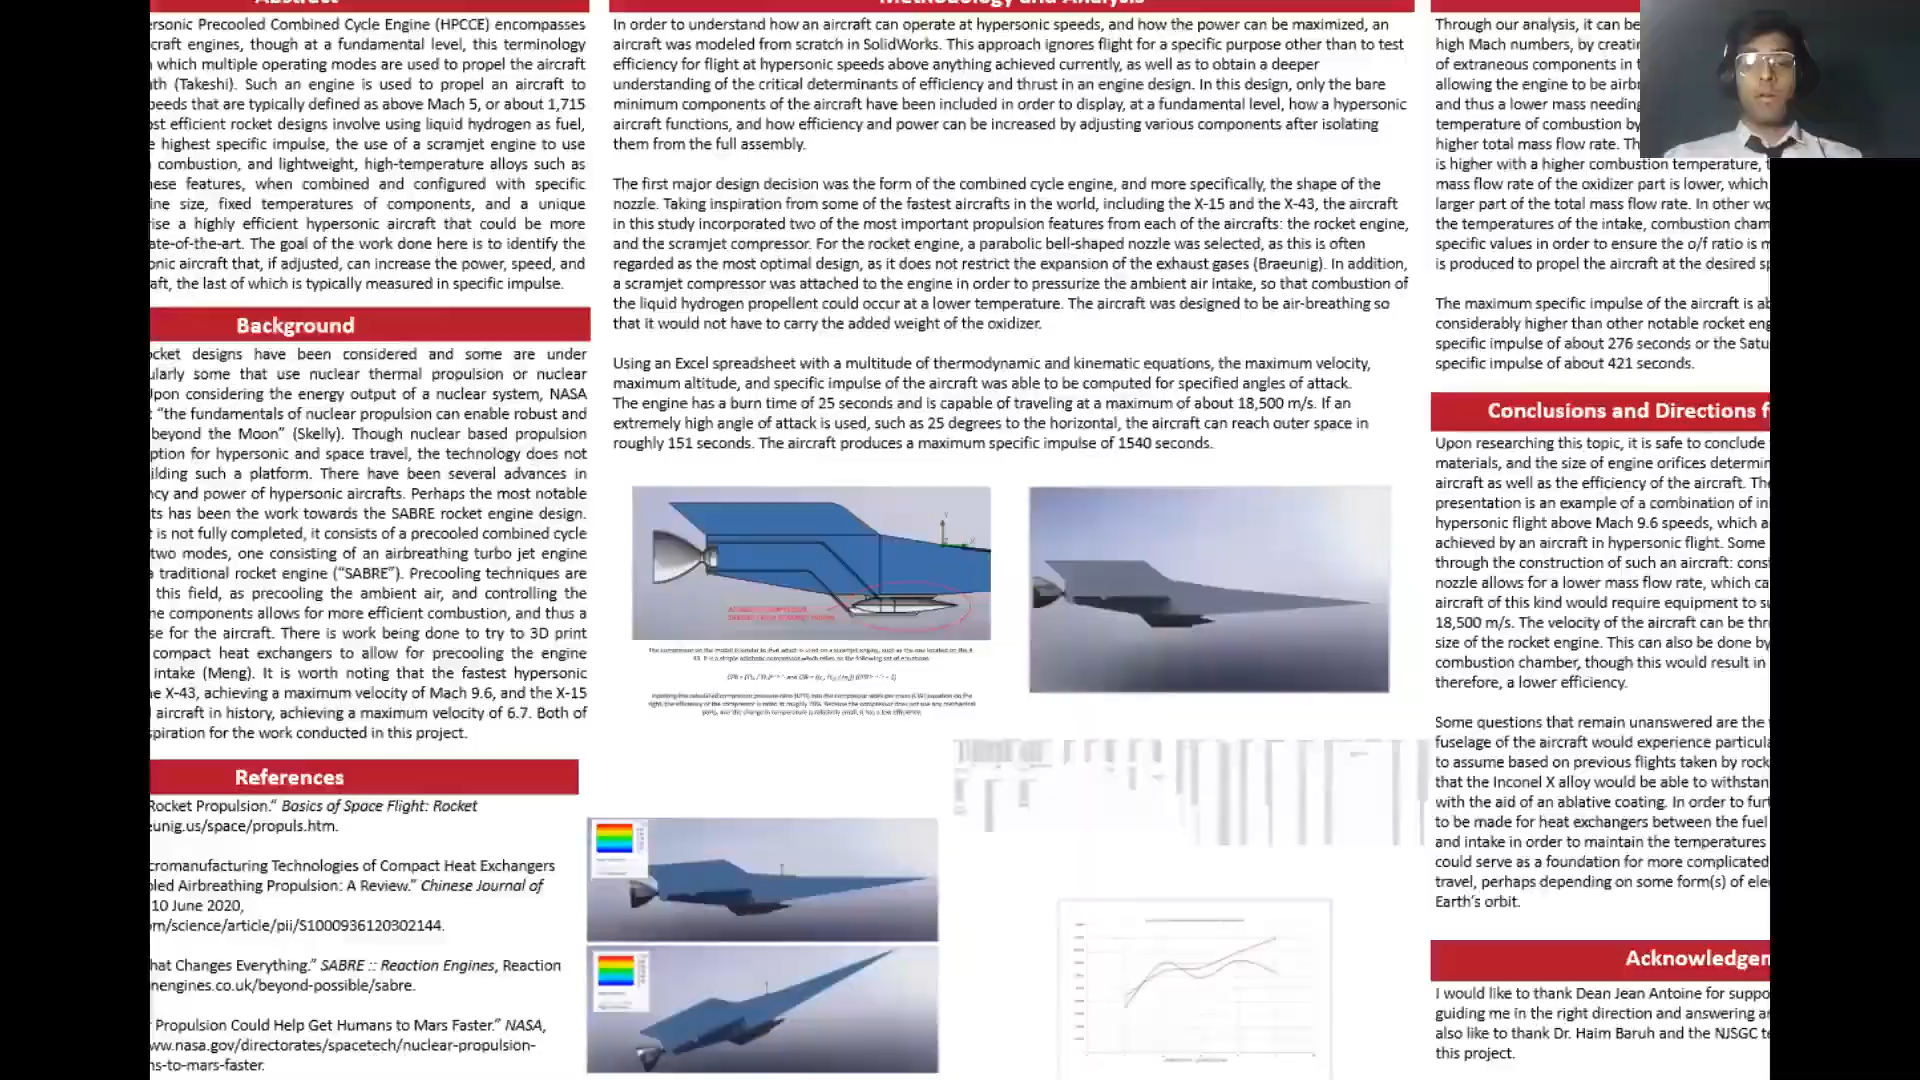 Abstract
ersonic Precooled Combined Cycle Engine (HPCCE) encompasses
craft engines, though at a fundamental level, this terminology
which multiple operating modes are used to propel the aircraft
th (Takeshi). Such an engine is used to propel an aircraft to
peeds that are typically defined as above Mach 5, or about 1,715
st efficient rocket designs involve using liquid hydrogen as fuel,
e highest specific impulse, the use of a scramjet engine to use
combustion, and lightweight, high-temperature alloys such as
hese features, when combined and configured with specific
ine size, fixed temperatures of components, and a unique
rise a highly efficient hypersonic aircraft that could be more
ate-of-the-art. The goal of the work done here is to identify the
onic aircraft that, if adjusted, can increase the power, speed, and
aft, the last of which is typically measured in specific impulse.
Background
ocket designs have been considered and some are under
ularly some that use nuclear thermal propulsion or nuclear
Upon considering the energy output of a nuclear system, NASA
"the fundamentals of nuclear propulsion can enable robust and
beyond the Moon" (Skelly). Though nuclear based propulsion
ption for hypersonic and space travel, the technology does not
ilding such a platform. There have been several advances in
ncy and power of hypersonic aircrafts. Perhaps the most notable
ts has been the work towards the SABRE rocket engine design.
t is not fully completed, it consists of a precooled combined cycle
two modes, one consisting of an airbreathing turbo jet engine
traditional rocket engine ("SABRE"). Precooling techniques are
this field, as precooling the ambient air, and controlling the
ne components allows for more efficient combustion, and thus a
se for the aircraft. There is work being done to try to 3D print
compact heat exchangers to allow for precooling the engine
intake (Meng). It is worth noting that the fastest hypersonic
e X-43, achieving a maximum velocity of Mach 9.6, and the X-15
aircraft in history, achieving a maximum velocity of 6.7. Both of
spiration for the work conducted in this project.
References
Rocket Propulsion." Basics of Space Flight: Rocket
eunig.us/space/propuls.htm.
cromanufacturing Technologies of Compact Heat Exchangers
oled Airbreathing Propulsion: A Review." Chinese Journal of
10 June 2020,
om/science/article/pii/S1000936120302144.
hat Changes Everything." SABRE :: Reaction Engines, Reaction
nengines.co.uk/beyond-possible/sabre.
r Propulsion Could Help Get Humans to Mars Faster." NASA,
ww.nasa.gov/directorates/spacetech/nuclear-propulsion-
ns-to-mars-faster.
Methodology and Analysis
In order to understand how an aircraft can operate at hypersonic speeds, and how the power can be maximized, an
aircraft was modeled from scratch in SolidWorks. This approach ignores flight for a specific purpose other than to test
efficiency for flight at hypersonic speeds above anything achieved currently, as well as to obtain a deeper
understanding of the critical determinants of efficiency and thrust in an engine design. In this design, only the bare
minimum components of the aircraft have been included in order to display, at a fundamental level, how a hypersonic
aircraft functions, and how efficiency and power can be increased by adjusting various components after isolating
them from the full assembly.
The first major design decision was the form of the combined cycle engine, and more specifically, the shape of the
nozzle. Taking inspiration from some of the fastest aircrafts in the world, including the X-15 and the X-43, the aircraft
in this study incorporated two of the most important propulsion features from each of the aircrafts: the rocket engine,
and the scramjet compressor. For the rocket engine, a parabolic bell-shaped nozzle was selected, as this is often
regarded as the most optimal design, as it does not restrict the expansion of the exhaust gases (Braeunig). In addition,
a scramjet compressor was attached to the engine in order to pressurize the ambient air intake, so that combustion of
the liquid hydrogen propellent could occur at a lower temperature. The aircraft was designed to be air-breathing so
that it would not have to carry the added weight of the oxidizer.
Using an Excel spreadsheet with a multitude of thermodynamic and kinematic equations, the maximum velocity,
maximum altitude, and specific impulse of the aircraft was able to be computed for specified angles of attack.
The engine has a burn time of 25 seconds and is capable of traveling at a maximum of about 18,500 m/s. If an
extremely high angle of attack is used, such as 25 degrees to the horizontal, the aircraft can reach outer space in
roughly 151 seconds. The aircraft produces a maximum specific impulse of 1540 seconds.
Through our analysis, it can be
high Mach numbers, by creatin
of extraneous components in t
allowing the engine to be airbr
and thus a lower mass needing
temperature of combustion by
higher total mass flow rate. Th
is higher with a higher combustion temperature, t
mass flow rate of the oxidizer part is lower, which
larger part of the total mass flow rate. In other wo
the temperatures of the intake, combustion cham
specific values in order to ensure the o/f ratio is m
is produced to propel the aircraft at the desired sp
The maximum specific impulse of the aircraft is ab
considerably higher than other notable rocket eng
specific impulse of about 276 seconds or the Satu
specific impulse of about 421 seconds.
Conclusions and Directions f
Upon researching this topic, it is safe to conclude
materials, and the size of engine orifices determin
aircraft as well as the efficiency of the aircraft. The
presentation is an example of a combination of in
hypersonic flight above Mach 9.6 speeds, which a
achieved by an aircraft in hypersonic flight. Some
through the construction of such an aircraft: cons
nozzle allows for a lower mass flow rate, which ca
aircraft of this kind would require equipment to su
18,500 m/s. The velocity of the aircraft can be thr
size of the rocket engine. This can also be done by
combustion chamber, though this would result in
therefore, a lower efficiency.
Some questions that remain unanswered are the
fuselage of the aircraft would experience particula
to assume based on previous flights taken by rock
that the Inconel X alloy would be able to withstan
with the aid of an ablative coating. In order to furt
to be made for heat exchangers between the fuel
and intake in order to maintain the temperatures
could serve as a foundation for more complicated
travel, perhaps depending on some form(s) of ele
Earth's orbit.
Acknowledgem
I would like to thank Dean Jean Antoine for suppo
guiding me in the right direction and answering a
also like to thank Dr. Haim Baruh and the NJSGC t
this project.